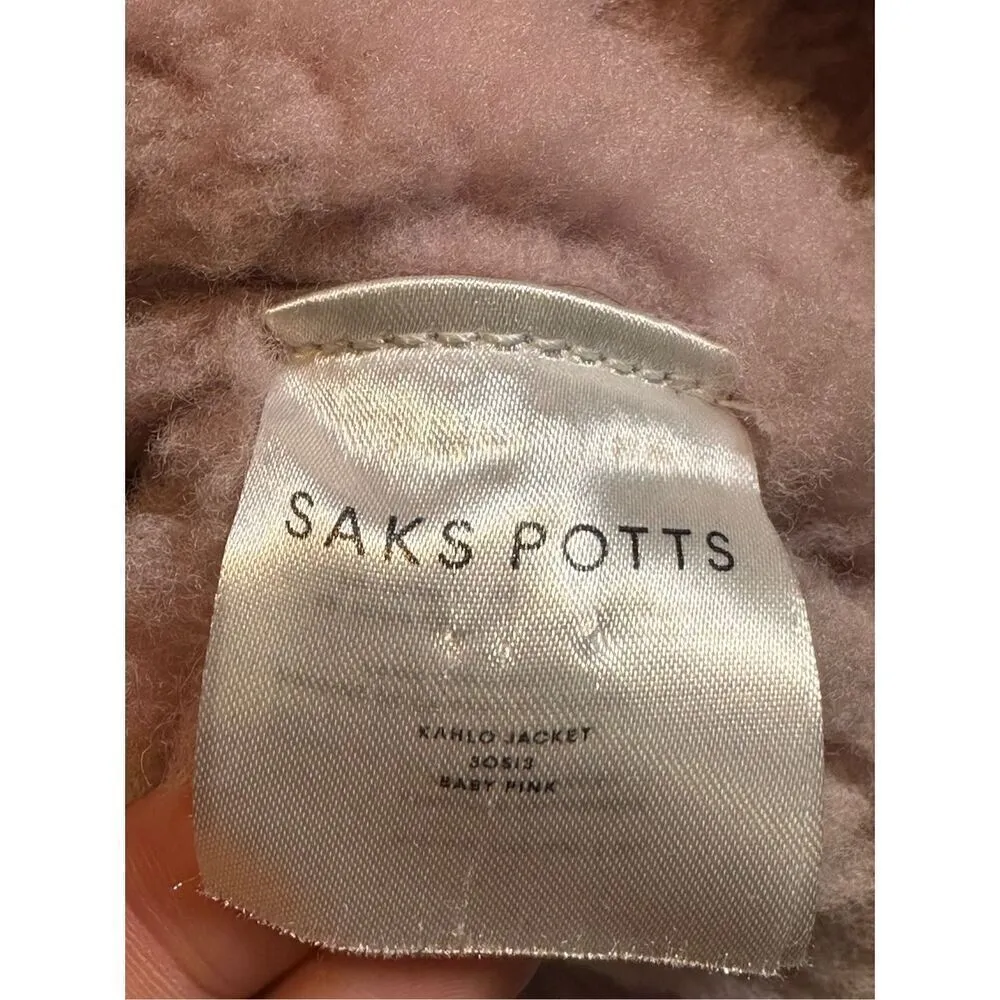 SAKS POTTS
KAHLO JACKET
30513
BABY PINK